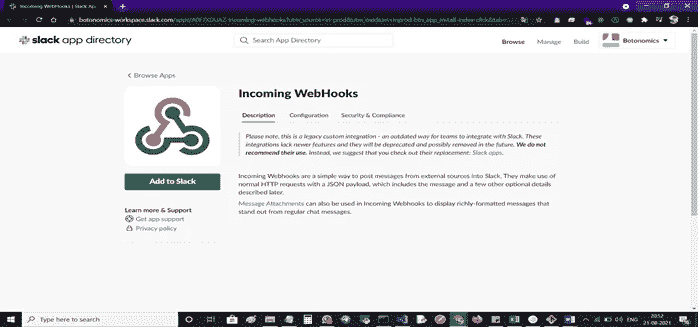 Incoming WebHooks | Slack Ap
botonomics-workspace.slack.com
slack app directory
Search App Directory
Browse
Manage
Build
Botonomics
Browse Apps
Incoming WebHooks
Description
Configuration
Security & Compliance
Please note, this is a legacy custom integration - an outdated way for teams to integrate with Slack. These
integrations lack newer features and they will be deprecated and possibly removed in the future. We do not
recommend their use. Instead, we suggest that you check out their replacement: Slack apps.
Add to Slack
Incoming Webhooks are a simple way to post messages from external sources into Slack. They make use of
normal HTTP requests with a JSON payload, which includes the message and a few other optional details
described later.
Message Attachments can also be used in Incoming Webhooks to display richly-formatted messages that
stand out from regular chat messages.
Learn more & Support
Get app support
Privacy policy
Type here to search
ENG
20:52
21-08-2021